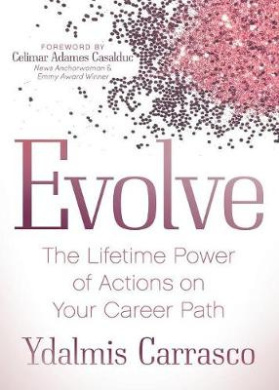 FOREWORD BY
Celimar Adames Casalduc
News Anchorwoman &
Emmy Award Winner
Evolve
The Lifetime Power
of Actions on
Your Career Path
Ydalmis Carrasco